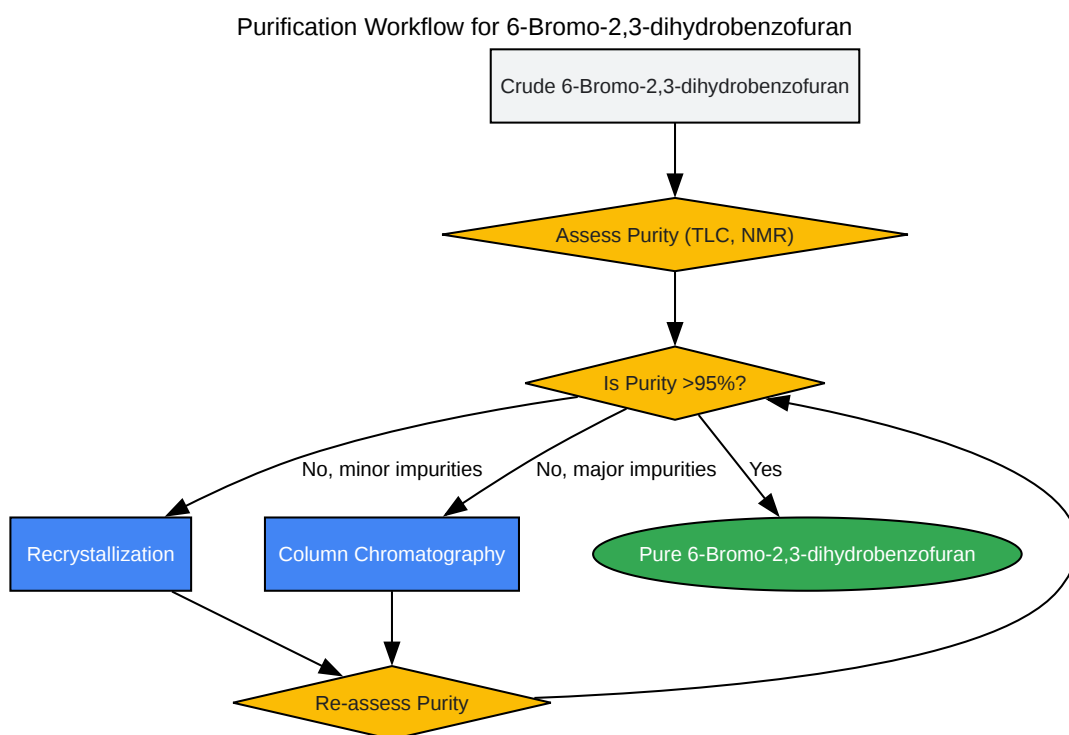 Purification Workflow for 6-Bromo-2,3-dihydrobenzofuran
Crude 6-Bromo-2,3-dihydrobenzofuran
Assess Purity (TLC, NMR)
Is Purity >95%?
No, minor impurities
No, major impurities
Yes
Recrystallization
Column Chromatography
Pure 6-Bromo-2,3-dihydrobenzofuran
Re-assess Purity